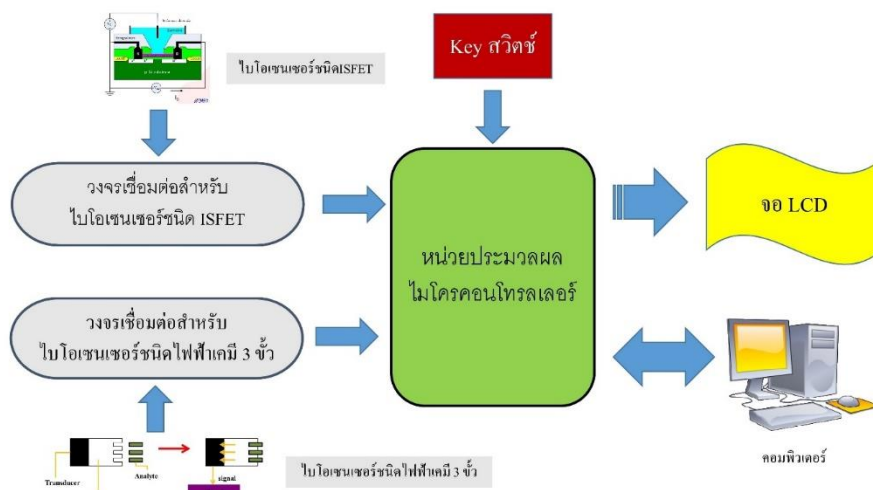 ไบโอเซนเซอร์ชนิดISFET
Key สวิตช์
วงจรเชื่อมต่อสำหรับ
ไบโอเซนเซอร์ชนิด ISFET
หน่วยประมวลผล
ไมโครคอนโทรลเลอร์
จอ LCD
วงจรเชื่อมต่อสำหรับ
ไบโอเซนเซอร์ชนิดไฟฟ้าเคมี 3 ขั้ว
คอมพิวเตอร์
Transducer
Analyte
signal
ไบโอเซนเซอร์ชนิดไฟฟ้าเคมี 3 ขั้ว